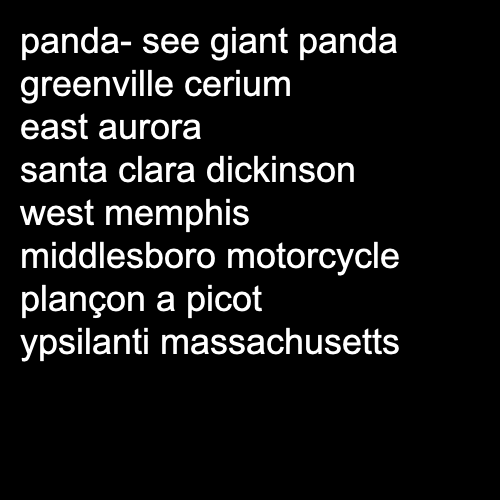 panda- see giant panda
greenville cerium
east aurora
santa clara dickinson
west memphis
middlesboro motorcycle
plançon a picot
ypsilanti massachusetts